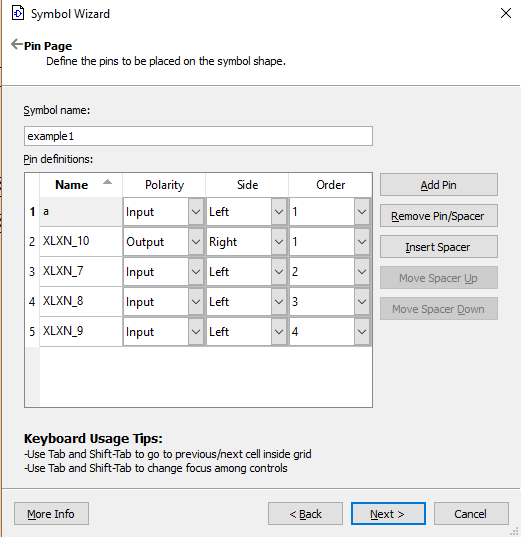 Symbol Wizard
Pin Page
Define the pins to be placed on the symbol shape.
Symbol name:
example1
Pin definitions:
Name Polarity Side Order
1 a Input Left 1
2 XLXN_10 Output Right 1
3 XLXN_7 Input Left 2
4 XLXN_8 Input Left 3
5 XLXN_9 Input Left 4
Add Pin
Remove Pin/Spacer
Insert Spacer
Move Spacer Up
Move Spacer Down
Keyboard Usage Tips:
-Use Tab and Shift-Tab to go to previous/next cell inside grid
-Use Tab and Shift-Tab to change focus among controls
More Info < Back Next > Cancel